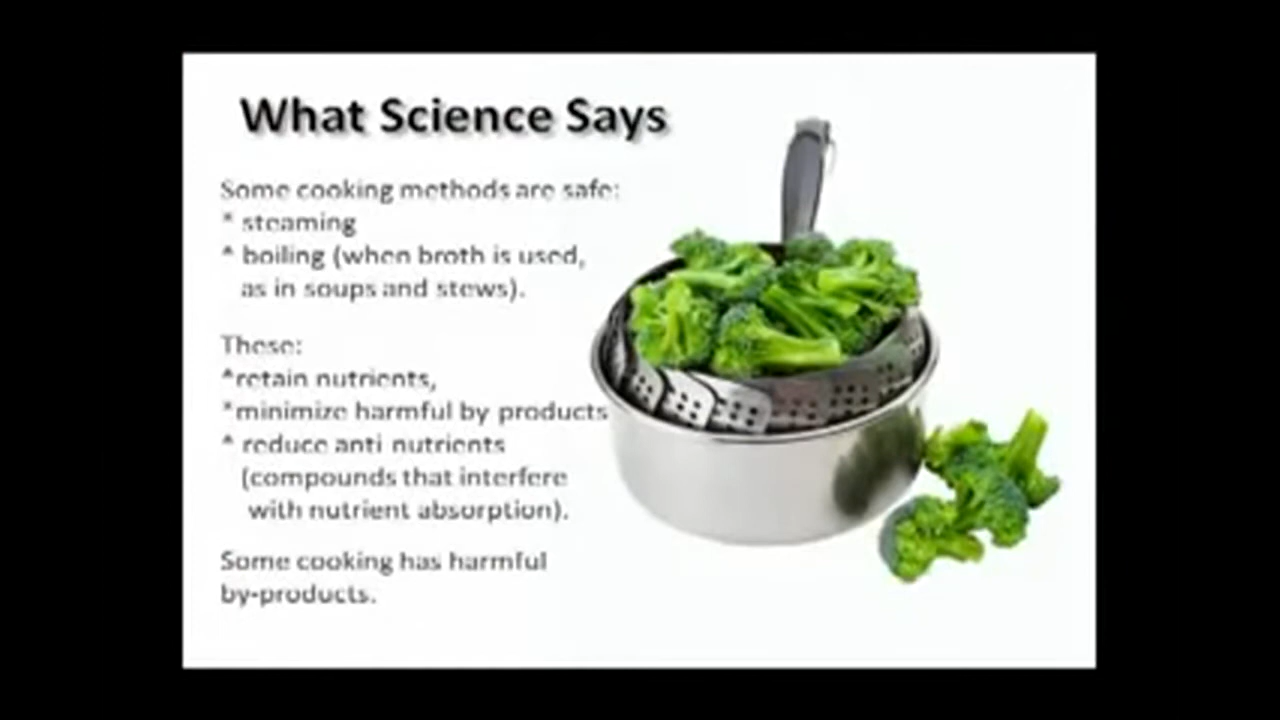 What Science Says
Some cooking methods are safe:
* steaming
* boiling (when broth is used,
as in soups and stews).
These:
*retain nutrients,
*minimize harmful by products
* reduce anti nutrients
(compounds that interfere
with nutrient absorption).
Some cooking has harmful
by-products.